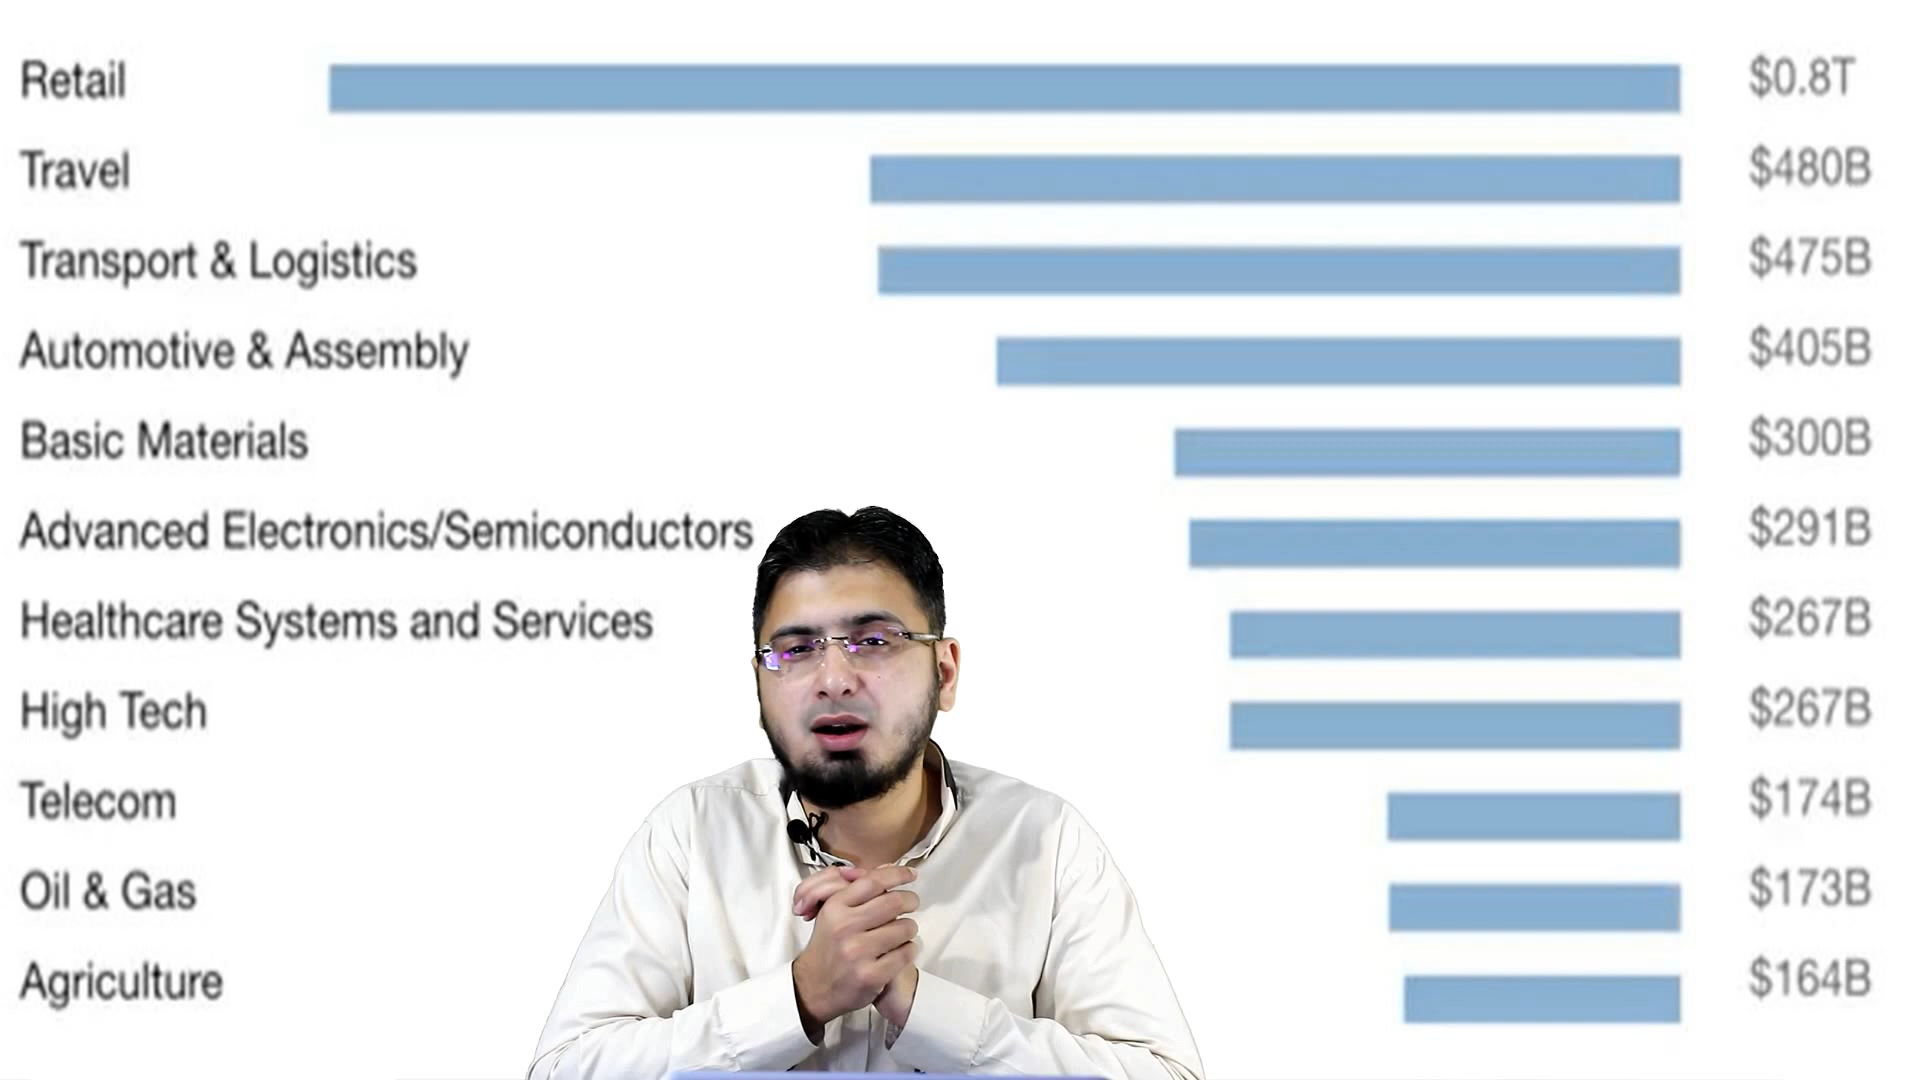 Retail $0.8T
Travel $480B
Transport & Logistics $475B
Automotive & Assembly $405B
Basic Materials $300B
Advanced Electronics/Semiconductors $291B
Healthcare Systems and Services $267B
High Tech $267B
Telecom $174B
Oil & Gas $173B
Agriculture $164B